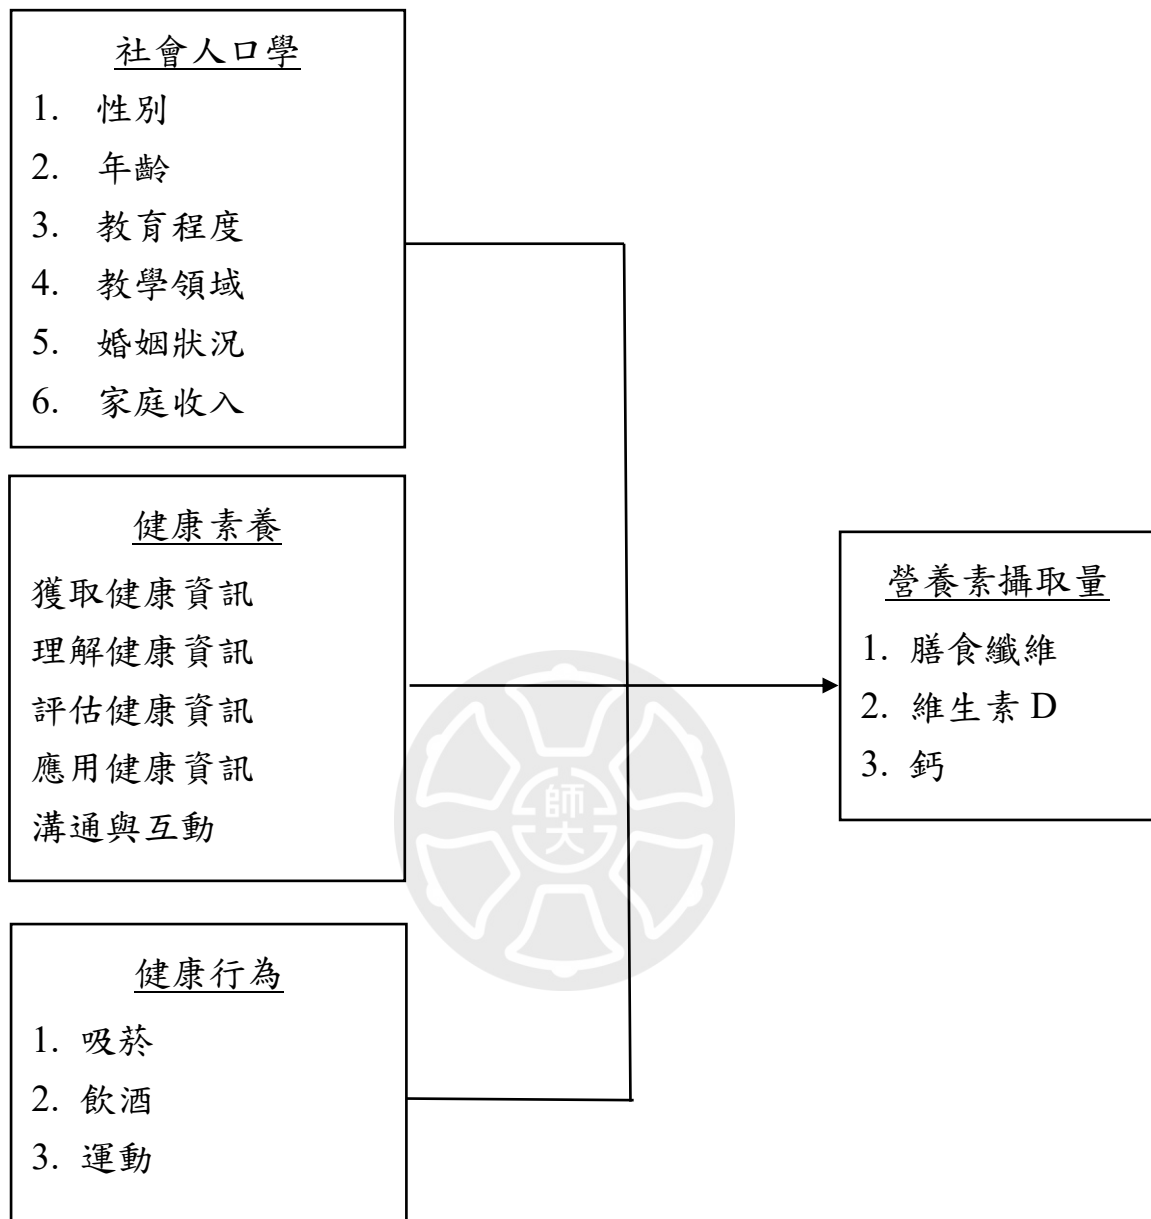 社會人口學
1. 性別
2. 年齡
3. 教育程度
4. 教學領域
5. 婚姻狀況
6. 家庭收入
健康素養
獲取健康資訊
理解健康資訊
評估健康資訊
應用健康資訊
溝通與互動
健康行為
1. 吸菸
2. 飲酒
3. 運動
營養素攝取量
1. 膳食纖維
2. 維生素 D
3. 鈣
師大